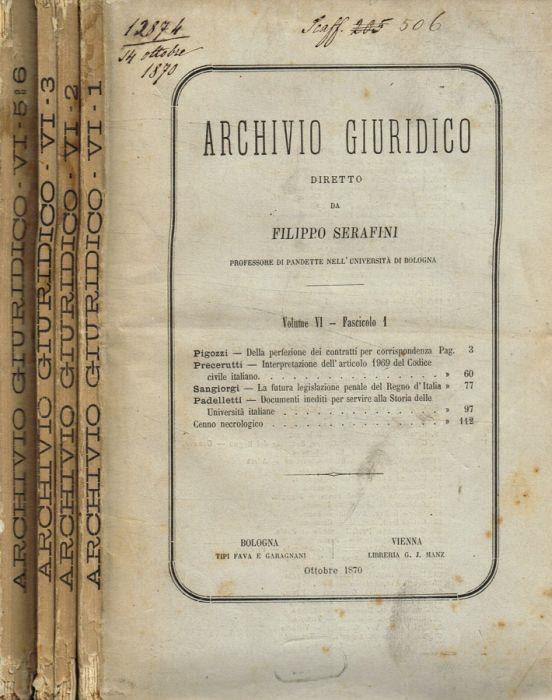 ARCHIVIO GIURIDICO - VI - 5e6
ARCHIVIO GIURIDICO - VI - 3
ARCHIVIO GIURIDICO - VI - 2
ARCHIVIO GIURIDICO - VI - 1
12874
14 ottobre
1870
Scaff. 205 506
ARCHIVIO GIURIDICO
DIRETTO
DA
FILIPPO SERAFINI
PROFESSORE DI PANDETTE NELL'UNIVERSITÀ DI BOLOGNA
Volume VI — Fascicolo 1
Pigozzi — Della perfezione dei contratti per corrispondenza Pag. 3
Precerutti — Interpretazione dell'articolo 1969 del Codice
civile italiano. . . . . . . . . . . . . . . . . . . » 60
Sangiorgi — La futura legislazione penale del Regno d'Italia » 77
Padelletti — Documenti inediti per servire alla Storia delle
Università italiane . . . . . . . . . . . . . . . . » 97
Cenno necrologico . . . . . . . . . . . . . . . . . » 112
BOLOGNA
TIPI FAVA E GARAGNANI
VIENNA
LIBRERIA G. J. MANZ
Ottobre 1870